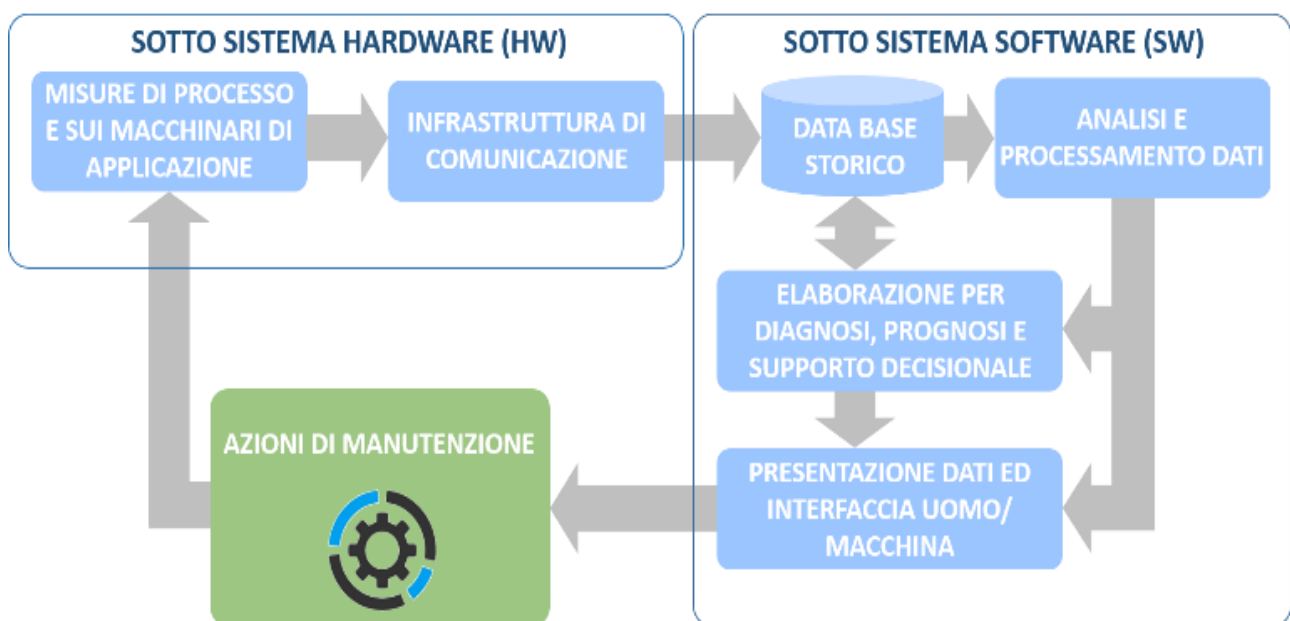 SOTTO SISTEMA HARDWARE (HW)
MISURE DI PROCESSO
E SUI MACCHINARI DI
APPLICAZIONE
INFRASTRUTTURA DI
COMUNICAZIONE
SOTTO SISTEMA SOFTWARE (SW)
DATA BASE
STORICO
ANALISI E
PROCESSAMENTO DATI
ELABORAZIONE PER
DIAGNOSI, PROGNOSI E
SUPPORTO DECISIONALE
PRESENTAZIONE DATI ED
INTERFACCIA UOMO/
MACCHINA
AZIONI DI MANUTENZIONE